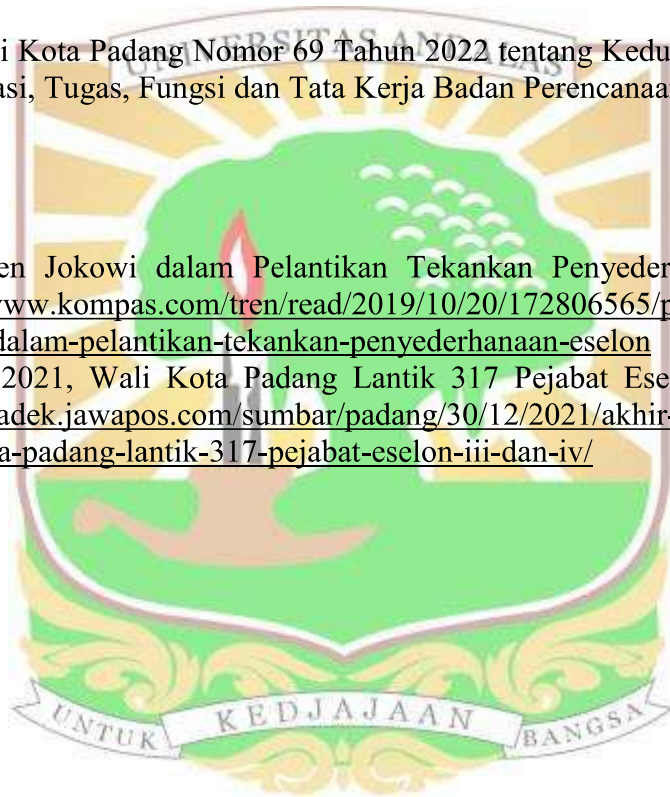 UNIVERSITAS ANDALAS
i Kota Padang Nomor 69 Tahun 2022 tentang Kedu
asi, Tugas, Fungsi dan Tata Kerja Badan Perencanaan
en Jokowi dalam Pelantikan Tekankan Penyeder
www.kompas.com/tren/read/2019/10/20/172806565/p
dalam-pelantikan-tekankan-penyederhanaan-eselon
2021, Wali Kota Padang Lantik 317 Pejabat Ese
adek.jawapos.com/sumbar/padang/30/12/2021/akhir-
a-padang-lantik-317-pejabat-eselon-iii-dan-iv/
UNTUK KEDJAJAAN BANGSA